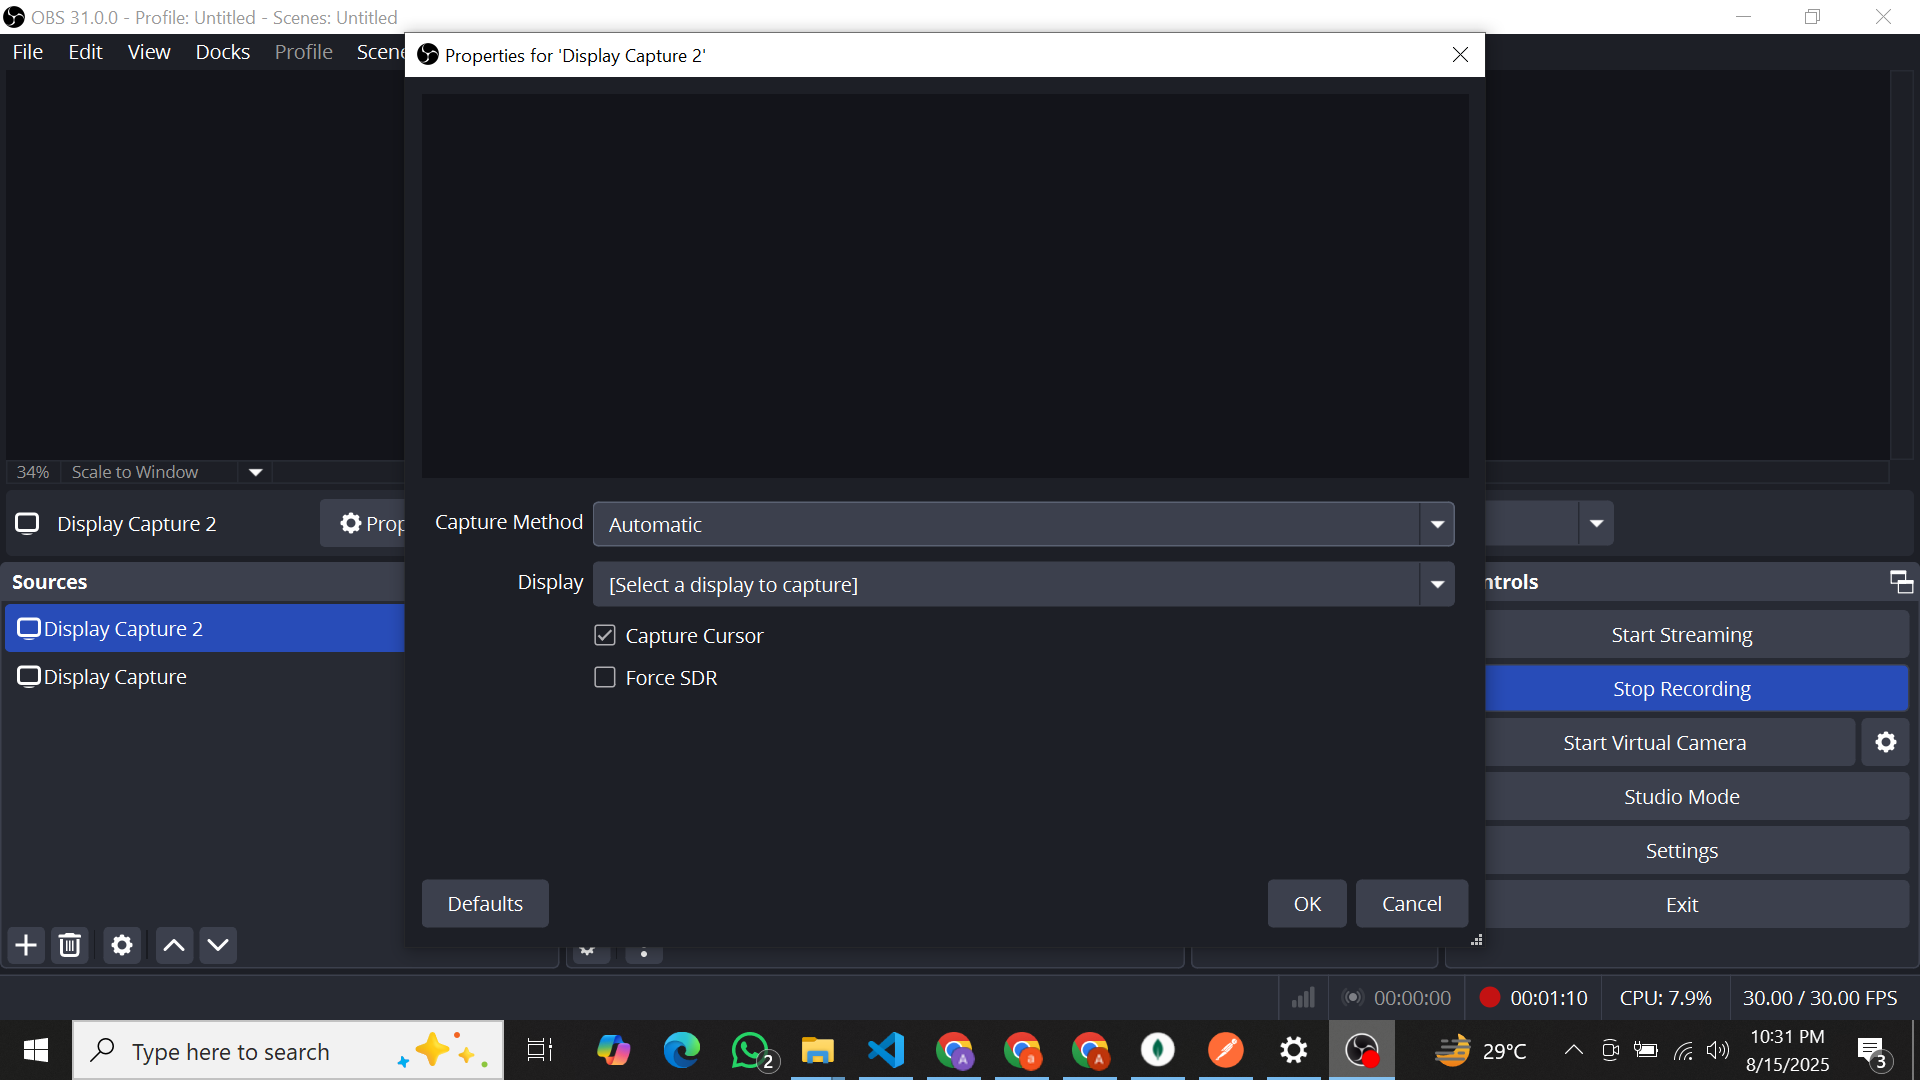 OBS 31.0.0 - Profile: Untitled - Scenes: Untitled
File Edit View Docks Profile Scene
Properties for 'Display Capture 2'
34% Scale to Window
Display Capture 2
Prop
Capture Method Automatic
Display [Select a display to capture]
Capture Cursor
Force SDR
Defaults
OK
Cancel
Sources
Display Capture 2
Display Capture
ntrols
Start Streaming
Stop Recording
Start Virtual Camera
Studio Mode
Settings
Exit
00:00:00 00:01:10 CPU: 7.9% 30.00 / 30.00 FPS
Type here to search
2
A
a
A
29°C
10:31 PM
8/15/2025
3